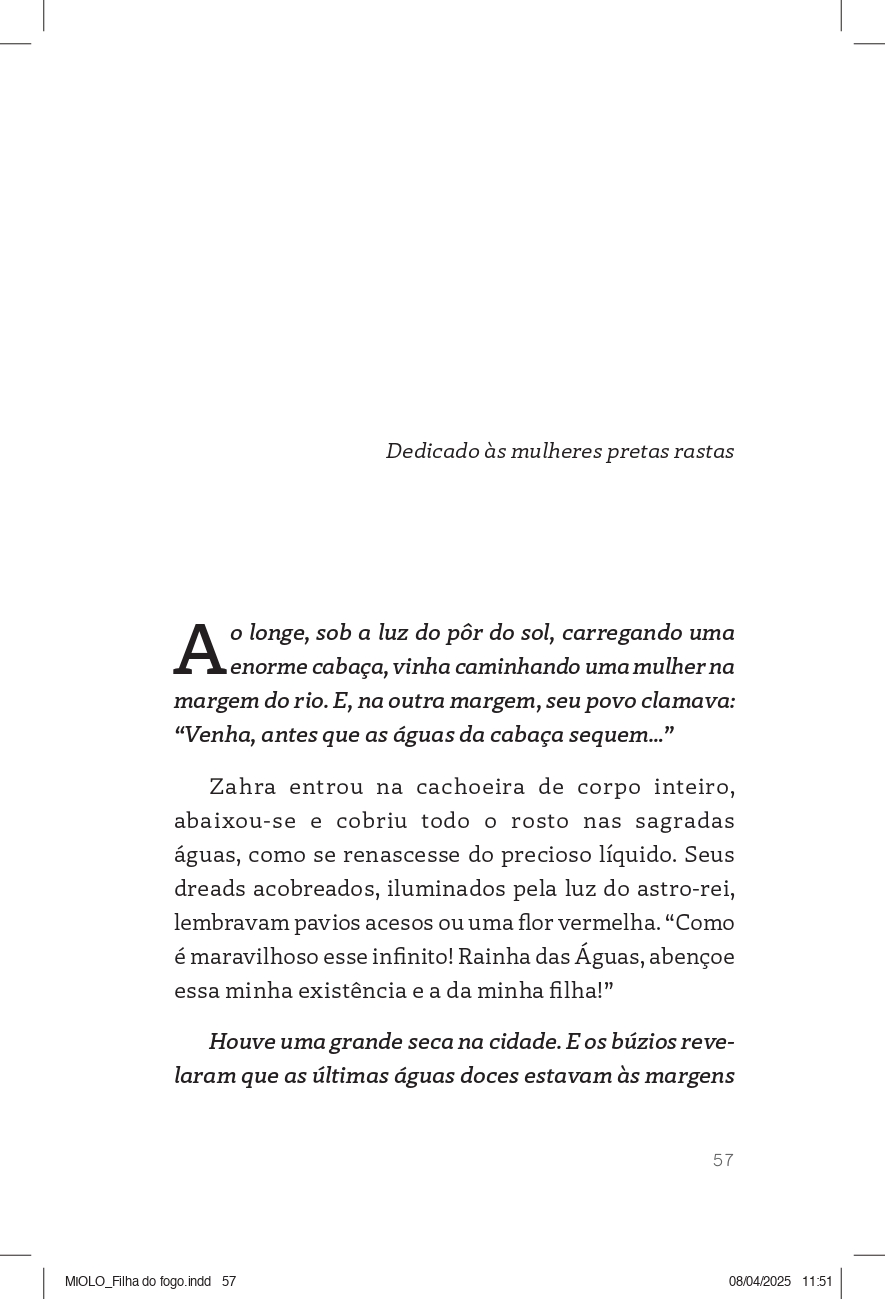 Dedicado às mulheres pretas rastas
Ao longe, sob a luz do pôr do sol, carregando uma
enorme cabaça, vinha caminhando uma mulher na
margem do rio. E, na outra margem, seu povo clamava:
“Venha, antes que as águas da cabaça sequem...”
Zahra entrou na cachoeira de corpo inteiro,
abaixou-se e cobriu todo o rosto nas sagradas
águas, como se renascesse do precioso líquido. Seus
dreads acobreados, iluminados pela luz do astro-rei,
lembravam pavios acesos ou uma flor vermelha. “Como
é maravilhoso esse infinito! Rainha das Águas, abençoe
essa minha existência e a da minha filha!”
Houve uma grande seca na cidade. E os búzios reve-
laram que as últimas águas doces estavam às margens
57
MIOLO_Filha do fogo.indd 57
08/04/2025 11:51